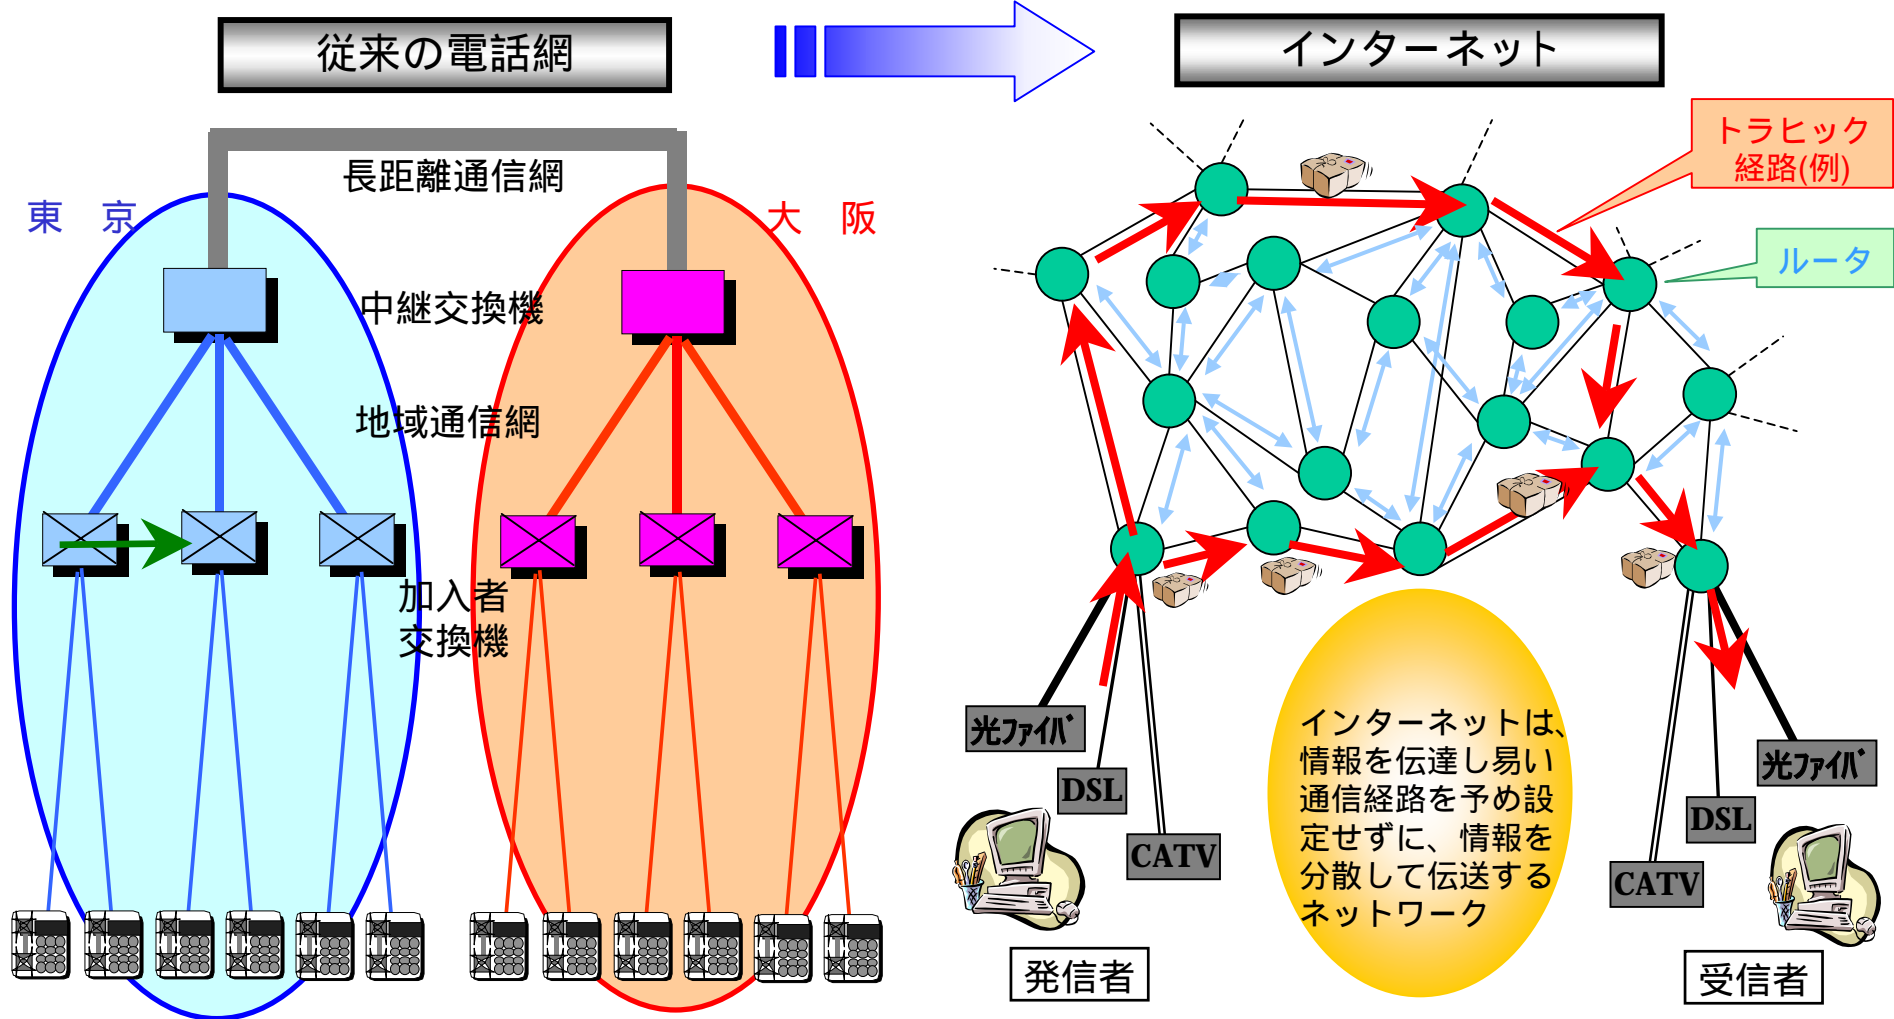 従来の電話網
インターネット
トラヒック
経路(例)
ルータ
長距離通信網
東　京
大　阪
中継交換機
地域通信網
加入者
交換機
光ﾌｧｲﾊﾞ
DSL
CATV
インターネットは、
情報を伝達し易い
通信経路を予め設
定せずに、情報を
分散して伝送する
ネットワーク
光ﾌｧｲﾊﾞ
DSL
CATV
発信者
受信者